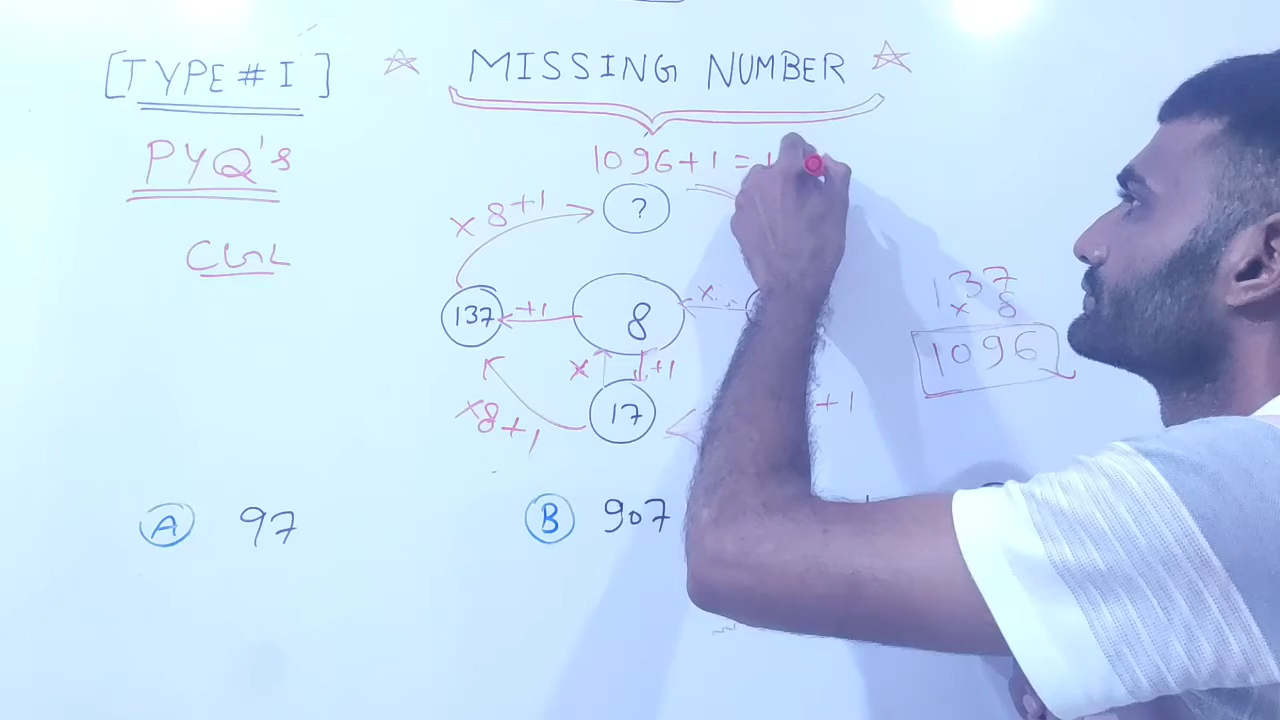 [TYPE # I] ☆ MISSING NUMBER ☆
PYQ's
1096 + 1 = 1
×8+1
?
137
× 8
1096
137
+1
8
×
×
+1
17
×8+1
+1
A 97
B 907